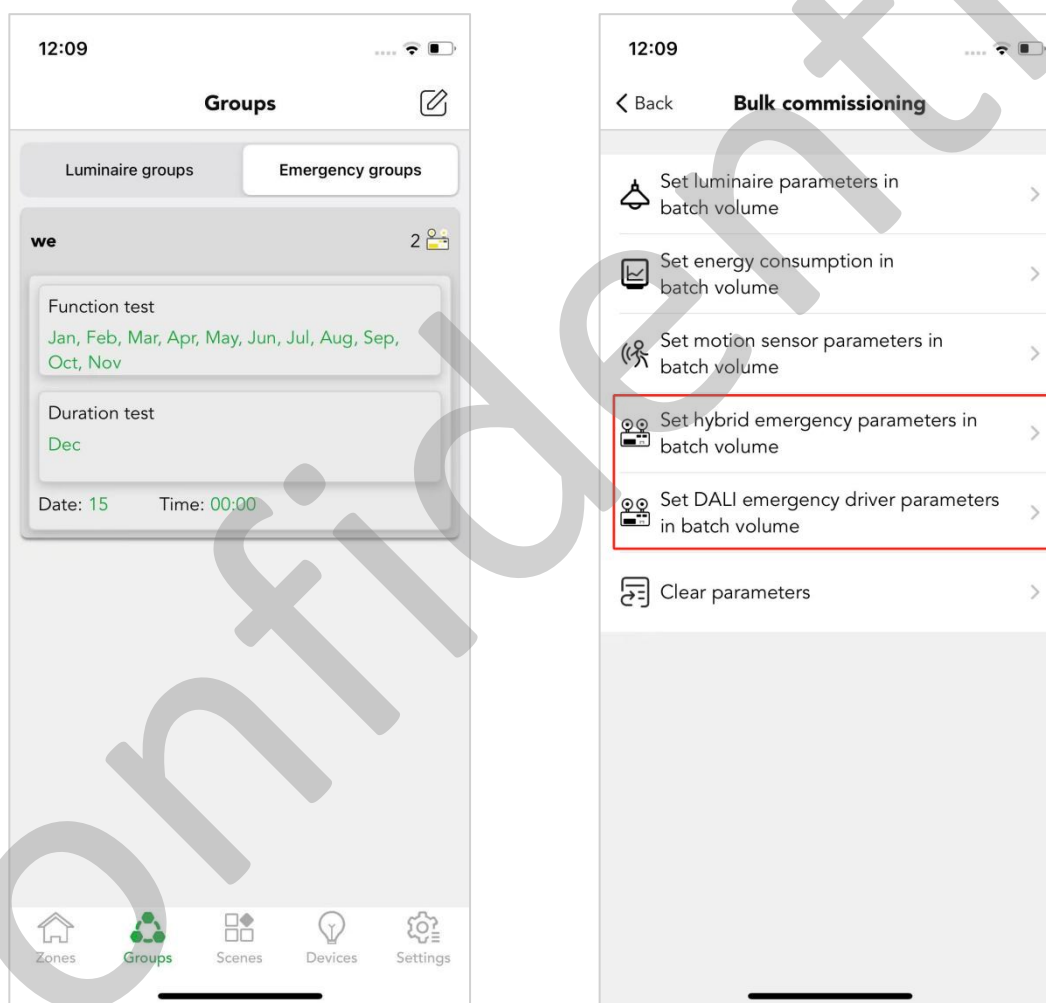 12:09
Groups
Luminaire groups
Emergency groups
we
2
Function test
Jan, Feb, Mar, Apr, May, Jun, Jul, Aug, Sep,
Oct, Nov
Duration test
Dec
Date: 15 Time: 00:00
Zones
Groups
Scenes
Devices
Settings
12:09
Back
Bulk commissioning
Set luminaire parameters in
batch volume
Set energy consumption in
batch volume
Set motion sensor parameters in
batch volume
Set hybrid emergency parameters in
batch volume
Set DALI emergency driver parameters
in batch volume
Clear parameters
onfidenti